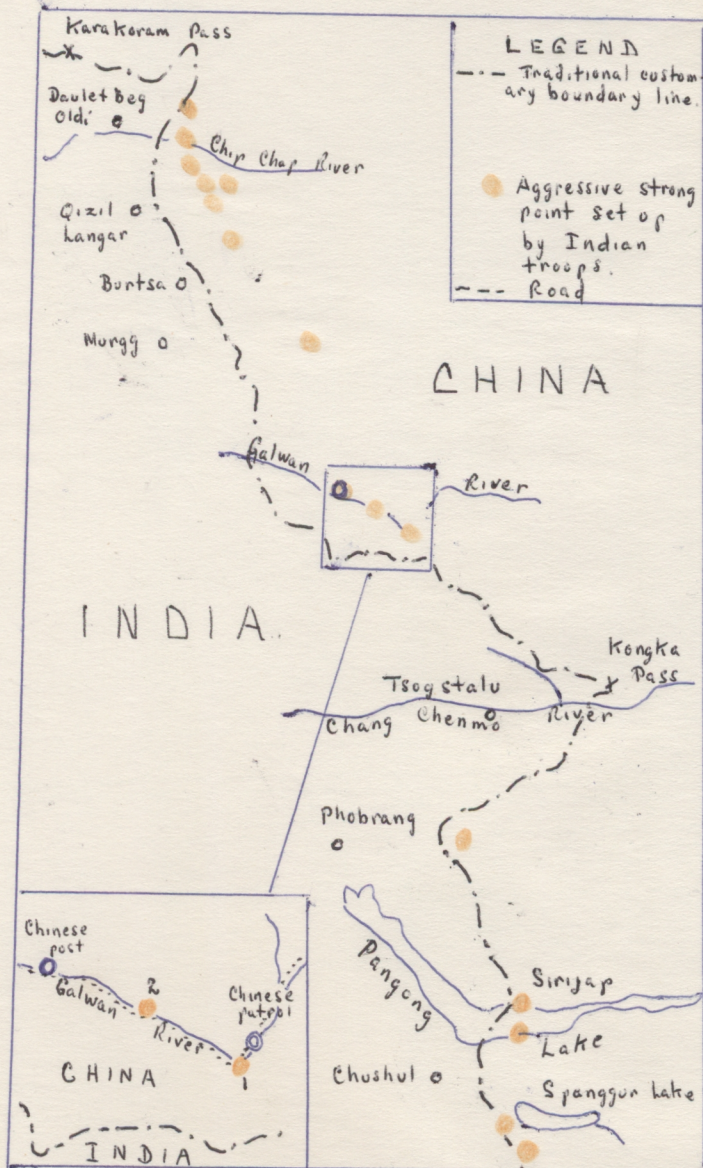 Karakoram Pass
LEGEND
Traditional custom-
ary boundary line.
Daulet Beg
Oldi
Chip Chap River
Aggressive strong
point set up
by Indian
troops.
Road
Qizil
Langar
Burtsa
Murgg
CHINA
Galwan
River
INDIA
Kongka
Pass
Tsogstalu
Chang Chenmo River
Phobrang
Pangong
Sirijap
Lake
Chushul
Spanggur Lake
Chinese
post
2
Galwan
River
Chinese
patrol
CHINA
INDIA